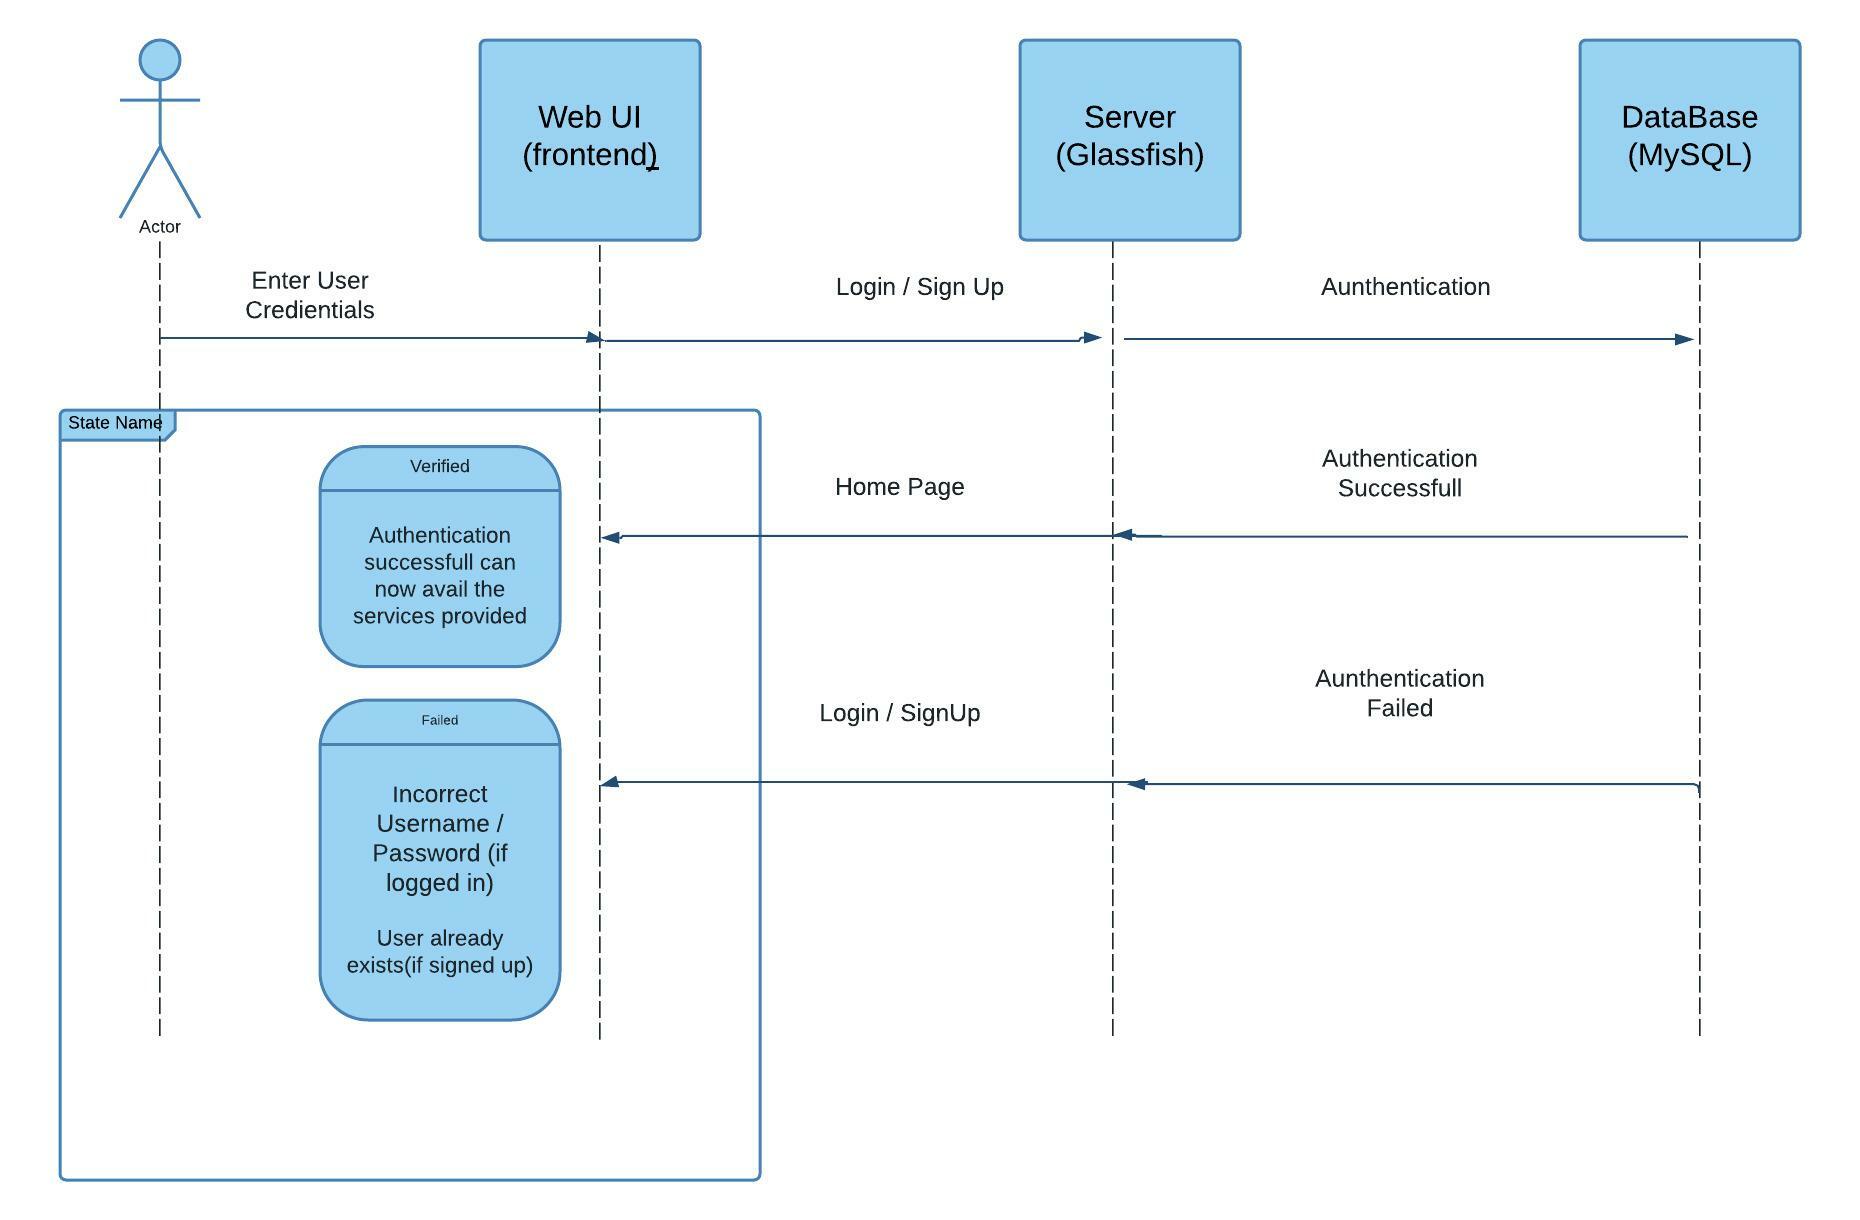 Web UI
(frontend)
Server
(Glassfish)
DataBase
(MySQL)
Actor
Enter User
Credientials
Login / Sign Up
Aunthentication
State Name
Verified
Authentication
successfull can
now avail the
services provided
Home Page
Authentication
Successfull
Failed
Incorrect
Username /
Password (if
logged in)
User already
exists(if signed up)
Login / SignUp
Aunthentication
Failed